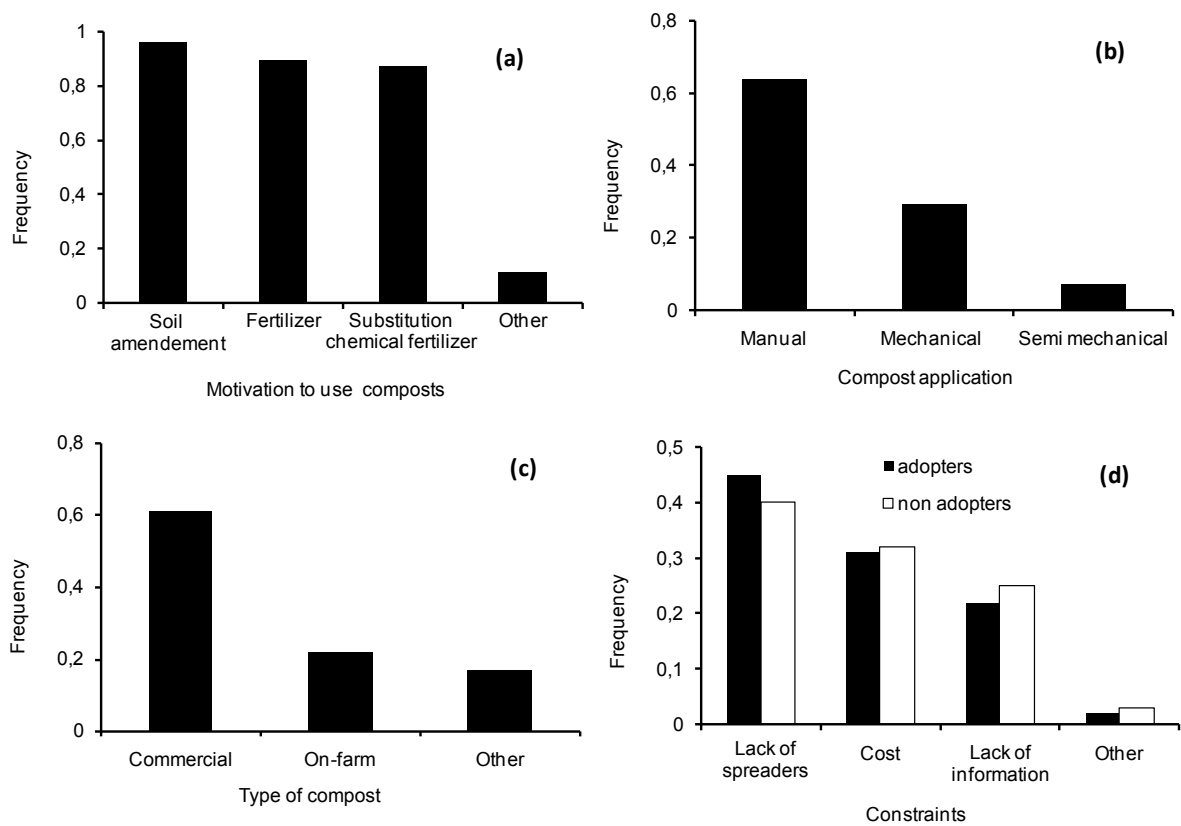 (a)
Frequency
1
0,8
0,6
0,4
0,2
0
Soil Fertilizer Substitution Other
amendement chemical fertilizer
Motivation to use composts
(b)
Frequency
0,8
0,6
0,4
0,2
0
Manual Mechanical Semi mechanical
Compost application
(c)
Frequency
0,8
0,6
0,4
0,2
0
Commercial On-farm Other
Type of compost
(d)
adopters
non adopters
Frequency
0,5
0,4
0,3
0,2
0,1
0
Lack of Cost Lack of Other
spreaders information
Constraints